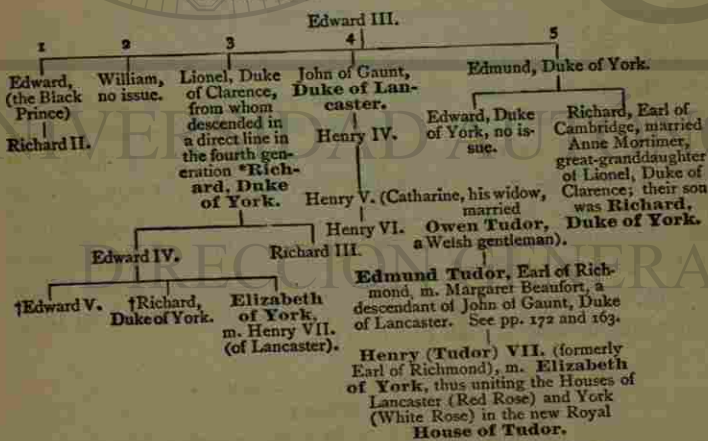 Edward III.
1
2
3
4
5
Edward,
(the Black
Prince)
Richard II.
William,
no issue.
Lionel, Duke
of Clarence,
from whom
descended in
a direct line in
the fourth gen-
eration *Rich-
ard, Duke
of York.
John of Gaunt,
Duke of Lan-
caster.
Henry IV.
Henry V. (Catharine, his widow,
married
Owen Tudor,
a Welsh gentleman).
Henry VI.
Edmund, Duke of York.
Edward, Duke
of York, no is-
sue.
Richard, Earl of
Cambridge, married
Anne Mortimer,
great-granddaughter
of Lionel, Duke of
Clarence; their son
was Richard,
Duke of York.
Edward IV.
Richard III.
†Edward V.
†Richard,
Duke of York.
Elizabeth
of York,
m. Henry VII.
(of Lancaster).
Edmund Tudor, Earl of Rich-
mond, m. Margaret Beaufort, a
descendant of John of Gaunt, Duke
of Lancaster. See pp. 172 and 163.
Henry (Tudor) VII. (formerly
Earl of Richmond), m. Elizabeth
of York, thus uniting the Houses of
Lancaster (Red Rose) and York
(White Rose) in the new Royal
House of Tudor.
DIRECCIÓN GENERA